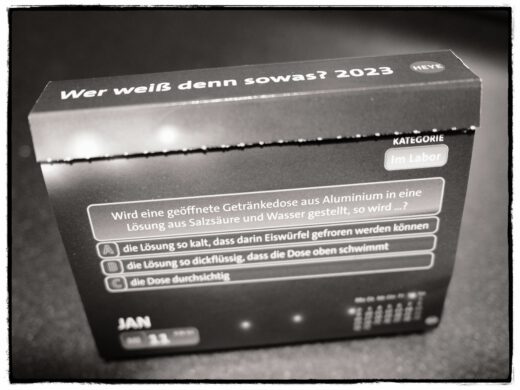 Wer weiß denn sowas? 2023
HEYE
KATEGORIE
Im Labor
Wird eine geöffnete Getränkedose aus Aluminium in eine
Lösung aus Salzsäure und Wasser gestellt, so wird ...?
A die Lösung so kalt, dass darin Eiswürfel gefroren werden können
B die Lösung so dickflüssig, dass die Dose oben schwimmt
C die Dose durchsichtig
JAN
11